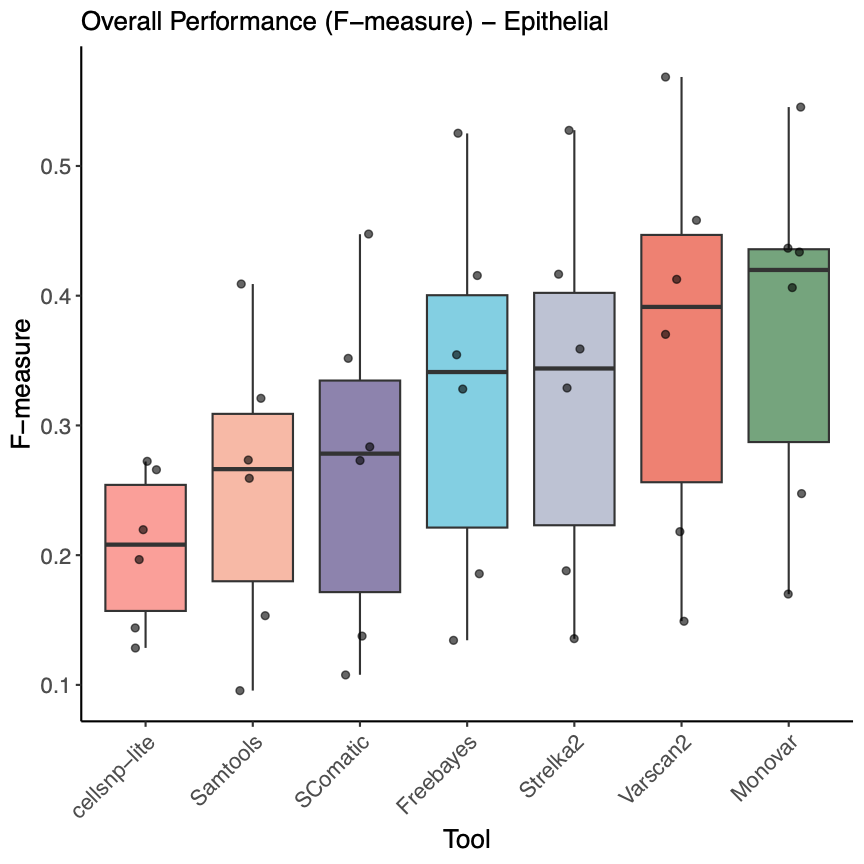 Overall Performance (F−measure) − Epithelial
F−measure
0.5
0.4
0.3
0.2
0.1
cellsnp−lite
Samtools
SComatic
Freebayes
Strelka2
Varscan2
Monovar
Tool